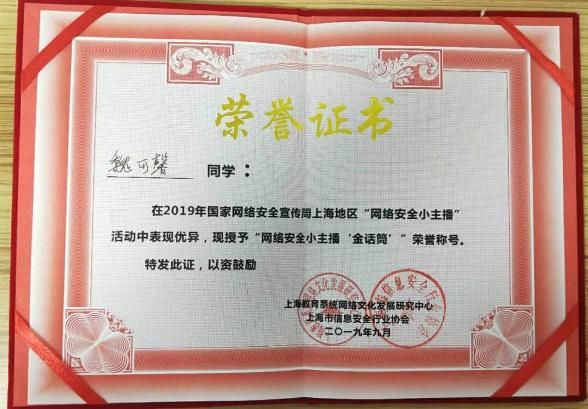 荣誉证书
魏可馨 同学：
在2019年国家网络安全宣传周上海地区“网络安全小主播”
活动中表现优异，现授予“网络安全小主播‘金话筒’”荣誉称号。
特发此证，以资鼓励
上海教育系统网络文化发展研究中心
上海市信息安全行业协会
二〇一九年九月